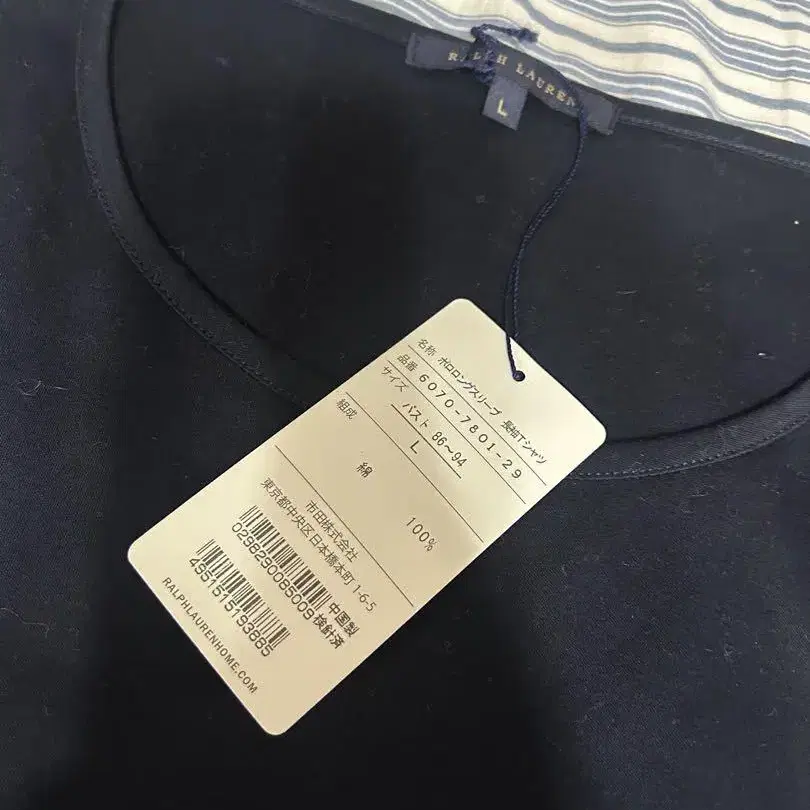 RALPH LAUREN
L
名称 ポロロングスリーブ 長袖Tシャツ
品番 6070-7801-29
サイズ バスト 86~94
L
組成
綿 100%
市田株式会社
東京都中央区日本橋本町 1-6-5
0298290085009 中国製
4951515193885 検針済
RALPHLAURENHOME.COM